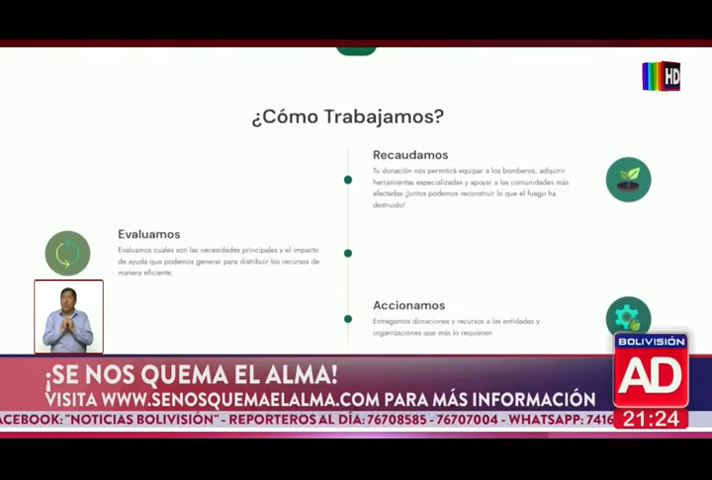 HD
¿Cómo Trabajamos?
Recaudamos
Tu donación nos permitirá equipar a los bomberos, adquirir
herramientas especializadas y apoyar a las comunidades más
afectadas ¡juntos podemos reconstruir lo que el fuego ha
destruido!
Evaluamos
Evaluamos cuales son las necesidades principales y el impacto
de ayuda que podemos generar para distribuir los recursos de
manera eficiente.
Accionamos
Entregamos donaciones y recursos a las entidades y
organizaciones que más lo requieren
BOLIVISIÓN
AD
21:24
¡SE NOS QUEMA EL ALMA!
VISITA WWW.SENOSQUEMAELALMA.COM PARA MÁS INFORMACIÓN
ACEBOOK: "NOTICIAS BOLIVISIÓN" - REPORTEROS AL DÍA: 76708585 - 76707004 - WHATSAPP: 7416